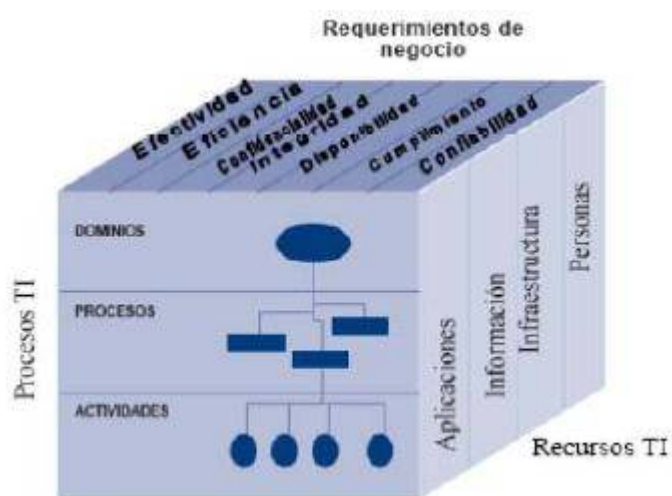 Requerimientos de
negocio
Efectividad
Eficiencia
Confidencialidad
Integridad
Disponibilidad
Cumplimiento
Confiabilidad
DOMINIOS
PROCESOS
ACTIVIDADES
Procesos TI
Aplicaciones
Información
Infraestructura
Personas
Recursos TI